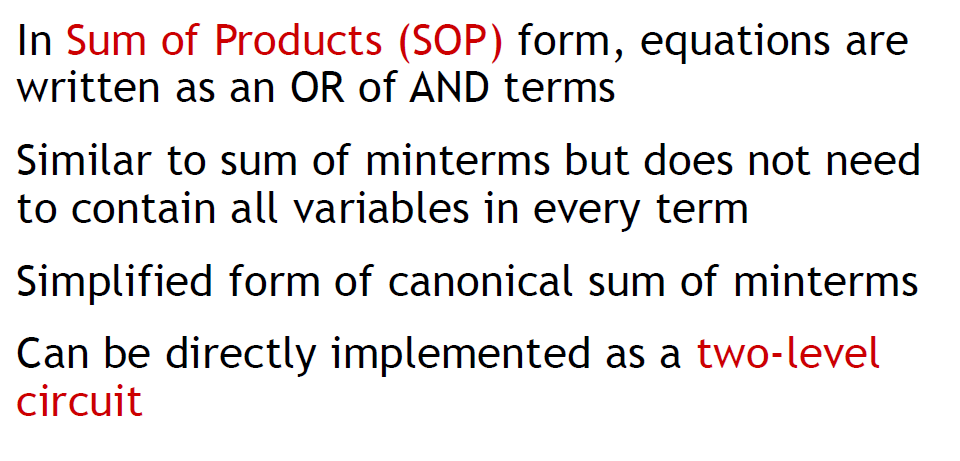 In Sum of Products (SOP) form, equations are
written as an OR of AND terms
Similar to sum of minterms but does not need
to contain all variables in every term
Simplified form of canonical sum of minterms
Can be directly implemented as a two-level
circuit